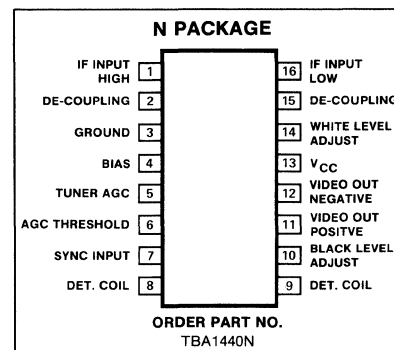 N PACKAGE
IF INPUT
HIGH
1
DE-COUPLING
2
GROUND
3
BIAS
4
TUNER AGC
5
AGC THRESHOLD
6
SYNC INPUT
7
DET. COIL
8
16
IF INPUT
LOW
15
DE-COUPLING
14
WHITE LEVEL
ADJUST
13
VCC
12
VIDEO OUT
NEGATIVE
11
VIDEO OUT
POSITVE
10
BLACK LEVEL
ADJUST
9
DET. COIL
ORDER PART NO.
TBA1440N